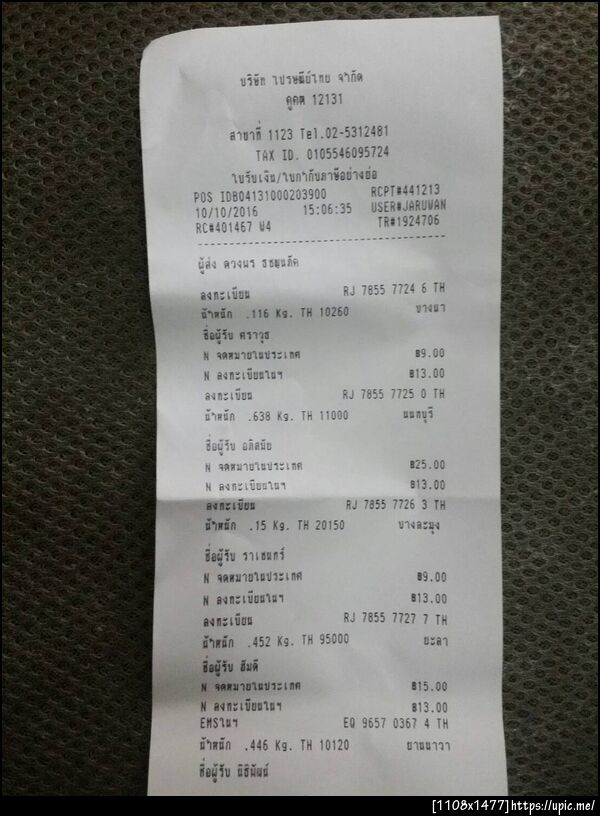 บริษัท ไปรษณีย์ไทย จำกัด
คูคต 12131
สาขาที่ 1123 Tel.02-5312481
TAX ID. 0105546095724
ใบรับเงิน/ใบกำกับภาษีอย่างย่อ
POS IDB04131000203900 RCPT#441213
10/10/2016 15:06:35 USER#JARUWAN
RC#401467 W4 TR#1924706
ผู้ส่ง ดวงพร
ลงทะเบียน RJ 7855 7724 6 TH
น้ำหนัก .116 Kg. TH 10260 บางนา
ชื่อผู้รับ ศราวุธ
N จดหมายในประเทศ ฿9.00
N ลงทะเบียนในฯ ฿13.00
ลงทะเบียน RJ 7855 7725 0 TH
น้ำหนัก .638 Kg. TH 11000 นนทบุรี
ชื่อผู้รับ อภิสมัย
N จดหมายในประเทศ ฿25.00
N ลงทะเบียนในฯ ฿13.00
ลงทะเบียน RJ 7855 7726 3 TH
น้ำหนัก .15 Kg. TH 20150 บางละมุง
ชื่อผู้รับ ราเชนทร์
N จดหมายในประเทศ ฿9.00
N ลงทะเบียนในฯ ฿13.00
ลงทะเบียน RJ 7855 7727 7 TH
น้ำหนัก .452 Kg. TH 95000 ยะลา
ชื่อผู้รับ ฮัมดี
N จดหมายในประเทศ ฿15.00
N ลงทะเบียนในฯ ฿13.00
EMSในฯ EQ 9657 0367 4 TH
น้ำหนัก .446 Kg. TH 10120 ยานนาวา
ชื่อผู้รับ นิธินันน์
[1108x1477]https://upic.me/